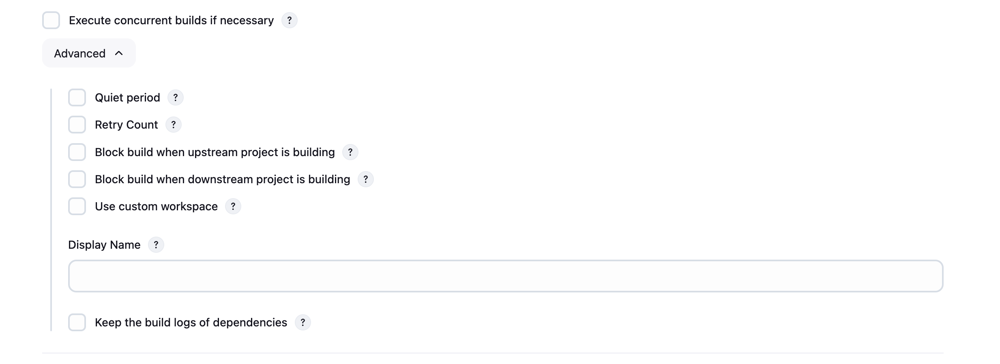 Execute concurrent builds if necessary ?
Advanced
Quiet period ?
Retry Count ?
Block build when upstream project is building ?
Block build when downstream project is building ?
Use custom workspace ?
Display Name ?
Keep the build logs of dependencies ?